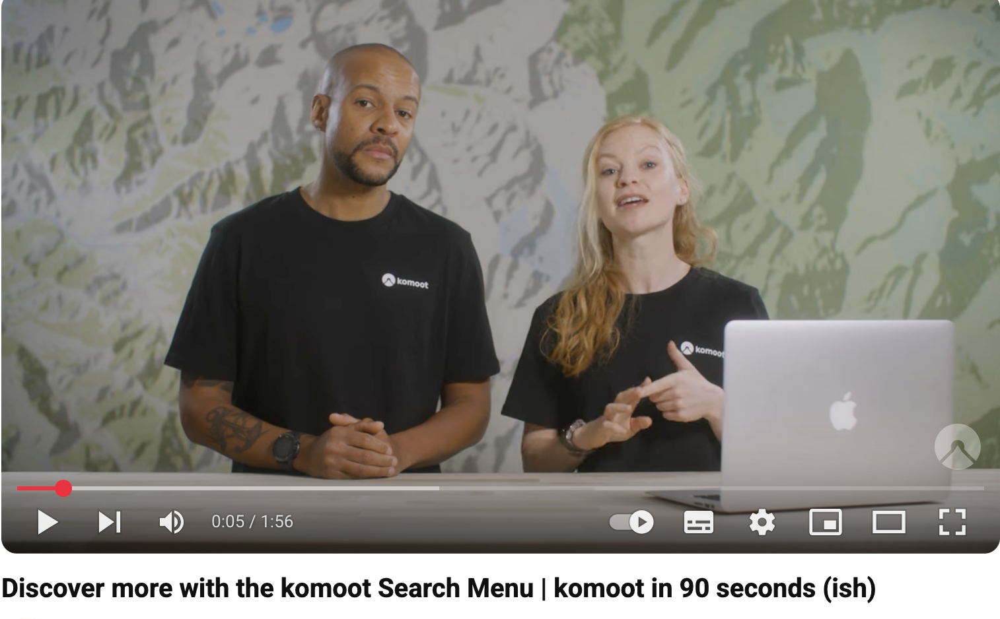 komoot
komoot
0:05 / 1:56
Discover more with the komoot Search Menu | komoot in 90 seconds (ish)